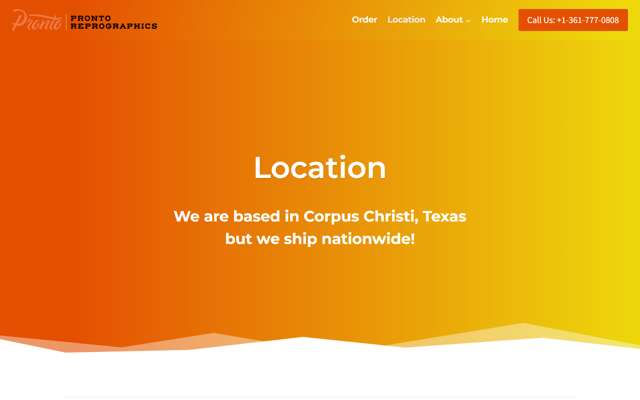 Pronto
PRONTO
REPROGRAPHICS
Order
Location
About
Home
Call Us: +1-361-777-0808
Location
We are based in Corpus Christi, Texas
but we ship nationwide!